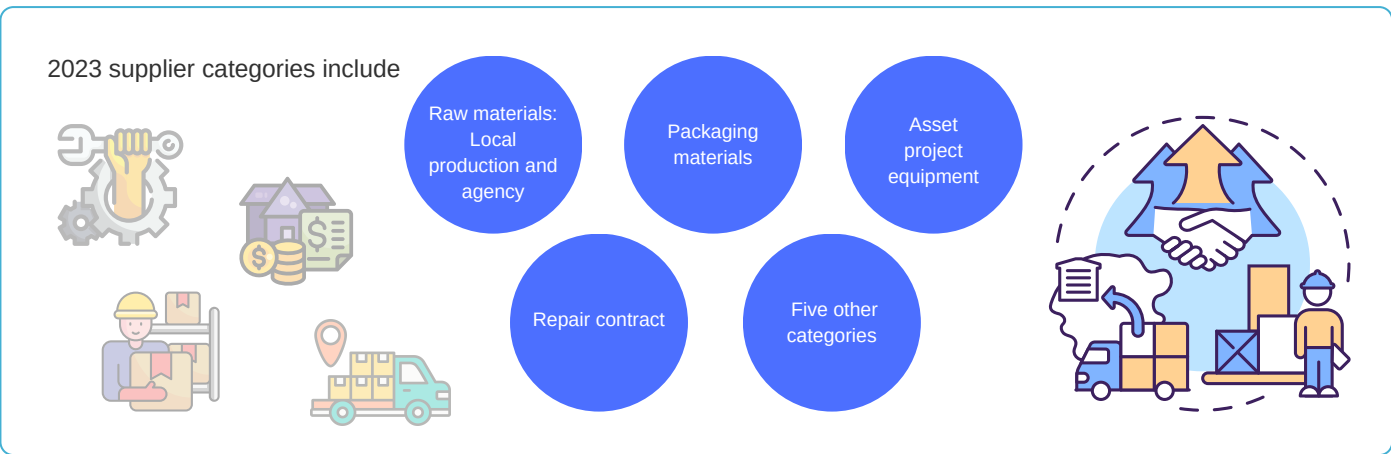 2023 supplier categories include
Raw materials:
Local
production and
agency
Packaging
materials
Asset
project
equipment
Repair contract
Five other
categories
$
$